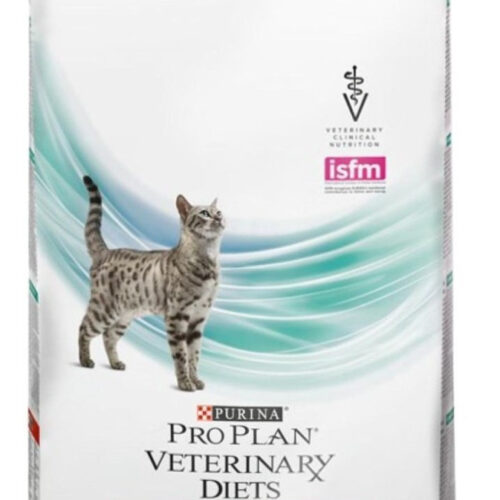 VETERINARY
CLINICAL
NUTRITION
isfm
PURINA®
PRO PLAN®
VETERINARY
DIETS